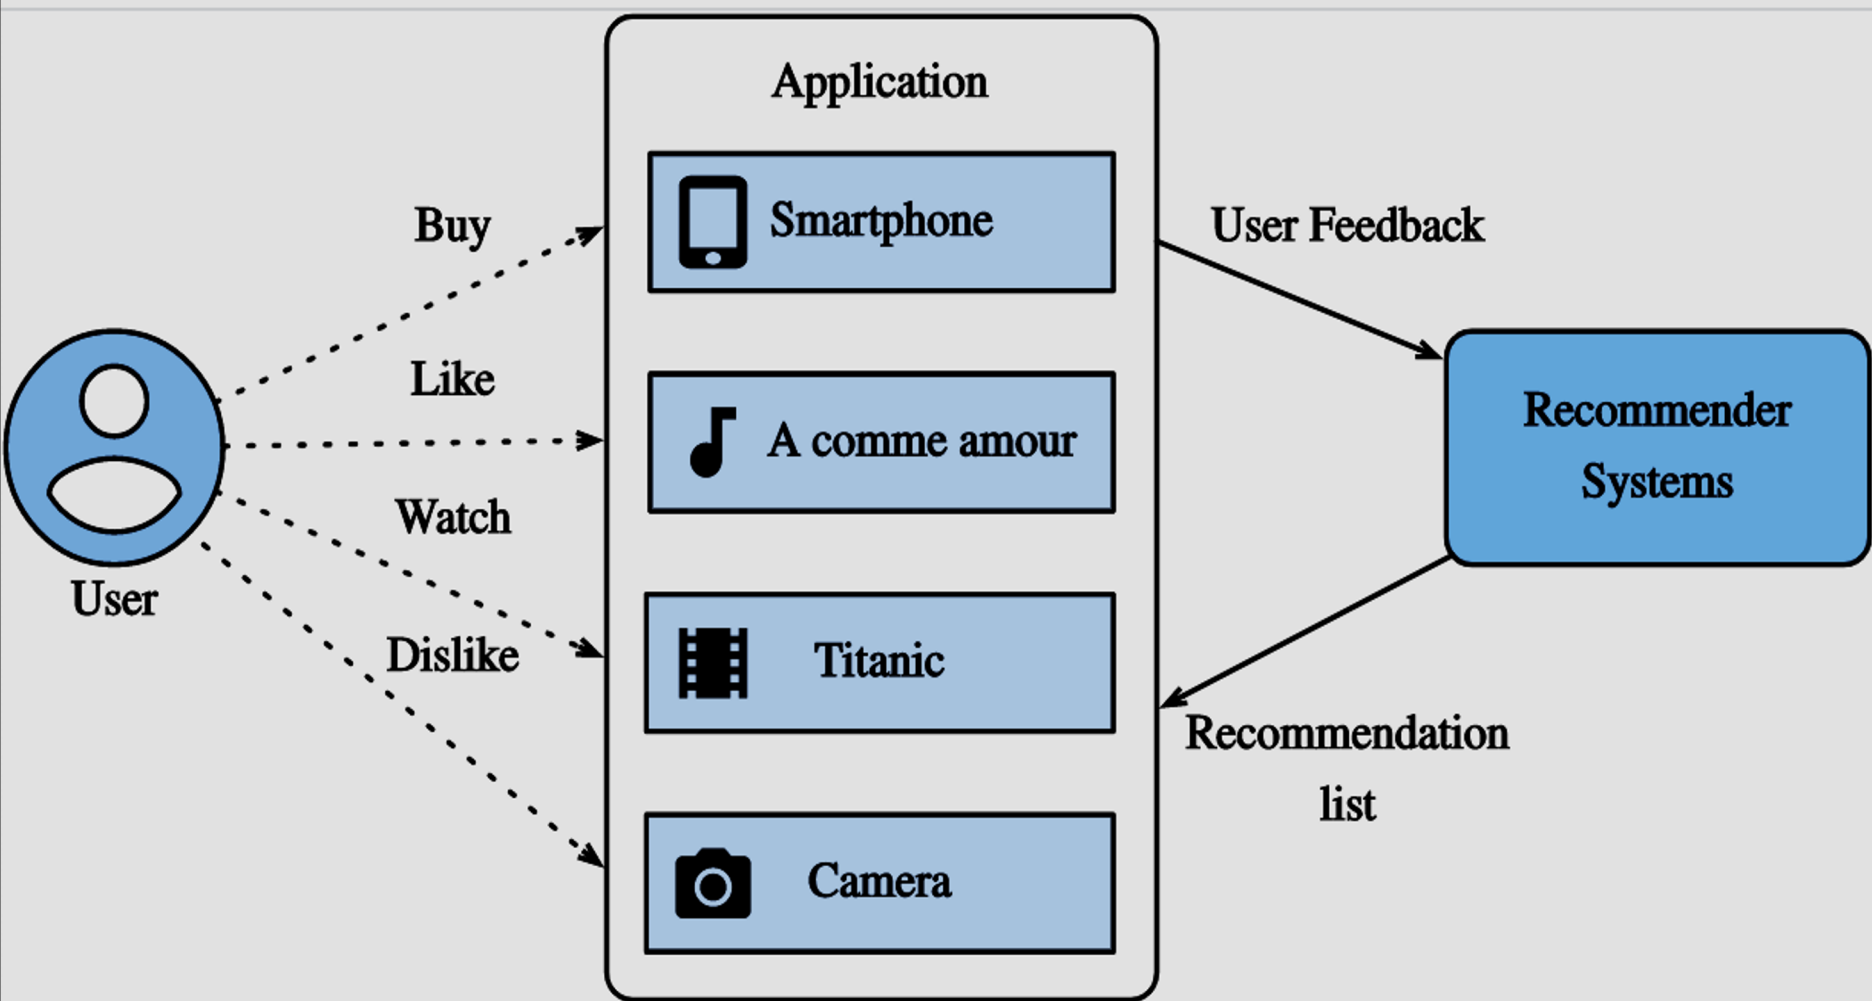 Application
Buy
Smartphone
User Feedback
Like
A comme amour
Recommender
Systems
Watch
User
Dislike
Titanic
Recommendation
list
Camera